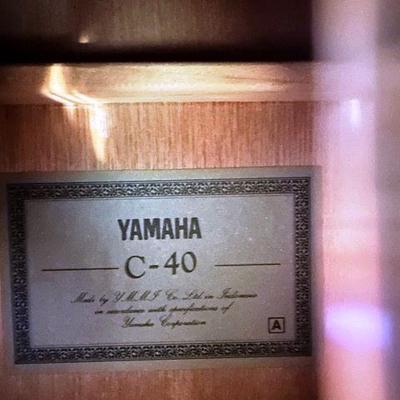 YAMAHA
C-40
Made by Y.M.M.I Co. Ltd. in Indonesia
in accordance with specifications of
Yamaha Corporation
A